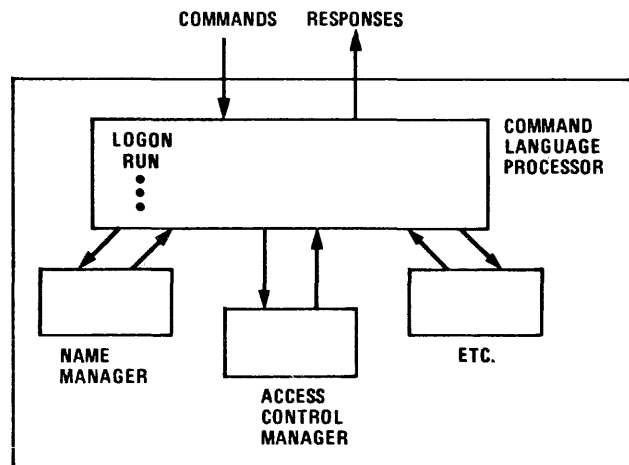 COMMANDS RESPONSES
LOGON
RUN
COMMAND
LANGUAGE
PROCESSOR
NAME
MANAGER
ACCESS
CONTROL
MANAGER
ETC.